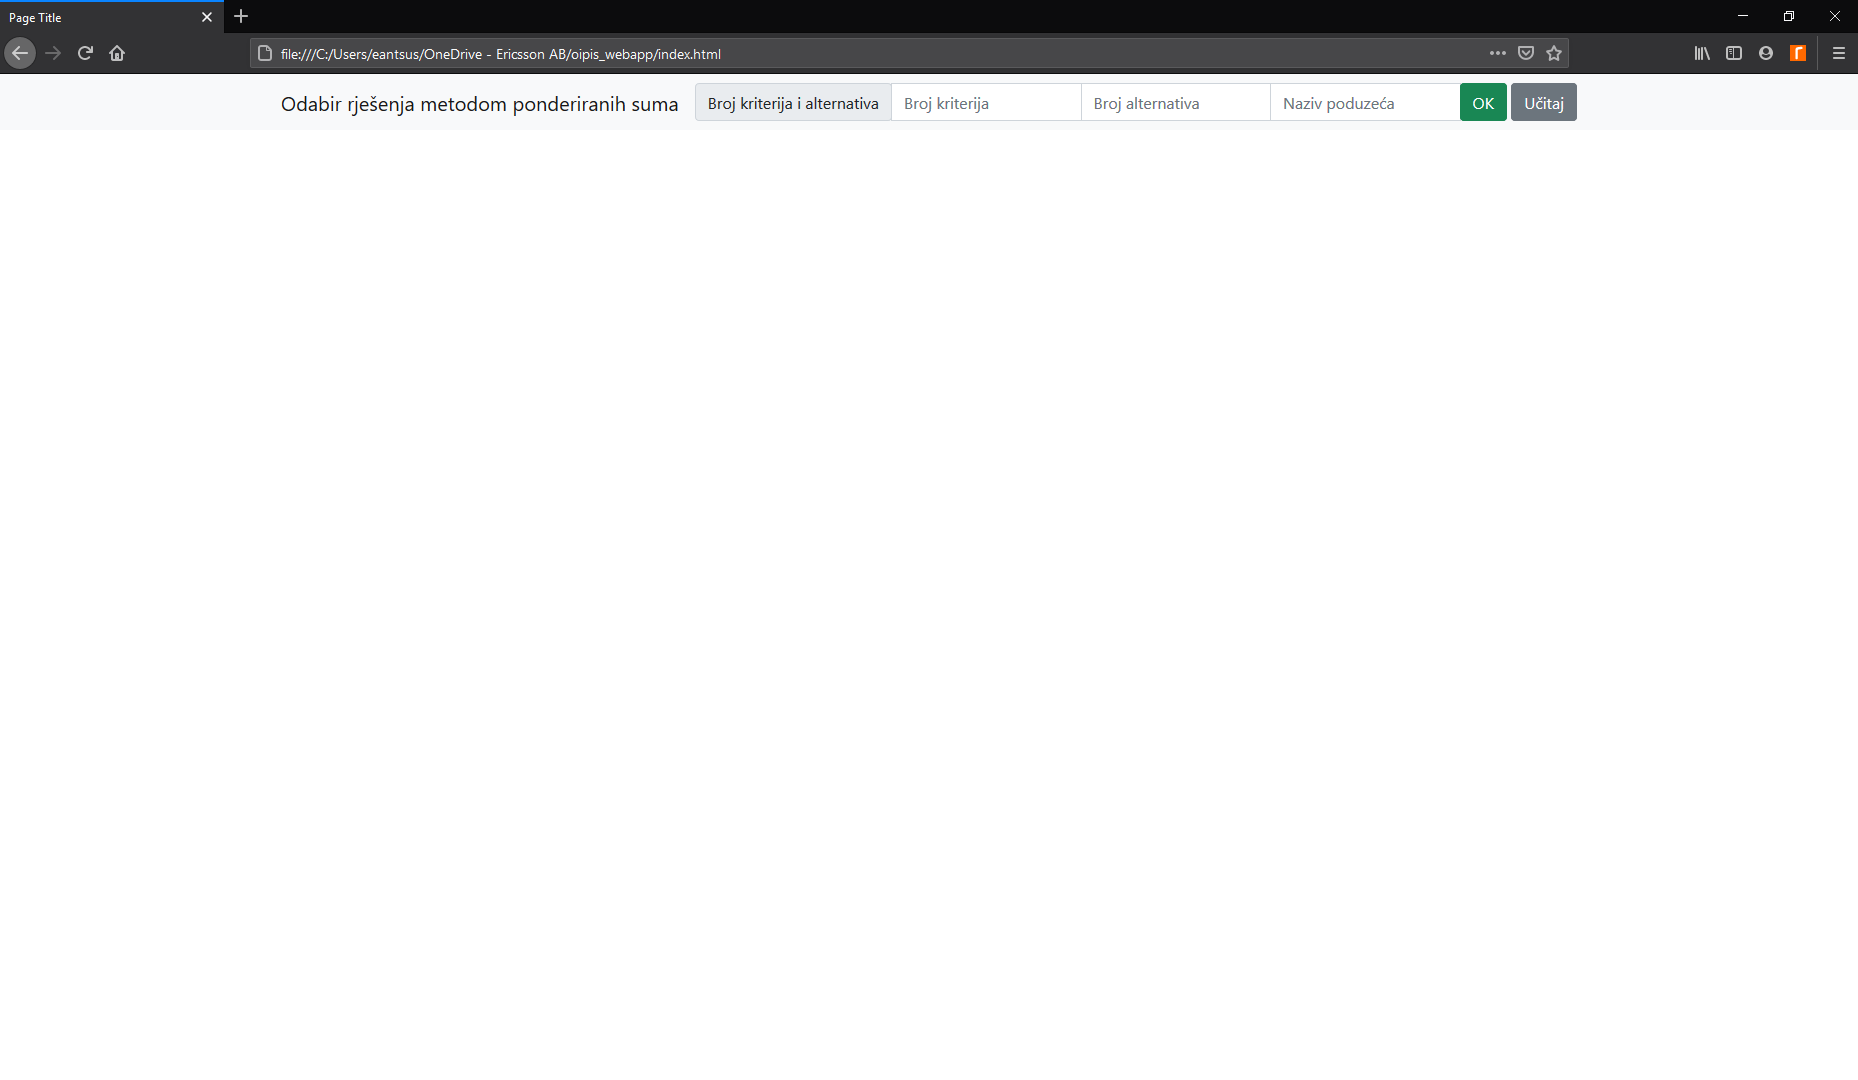 Page Title
file:///C:/Users/eantsus/OneDrive - Ericsson AB/oipis_webapp/index.html
Odabir rješenja metodom ponderiranih suma Broj kriterija i alternativa Broj kriterija Broj alternativa Naziv poduzeća OK Učitaj